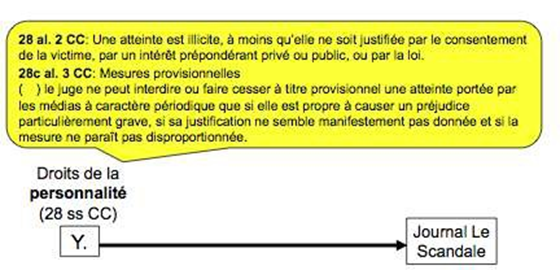 28 al. 2 CC: Une atteinte est illicite, à moins qu'elle ne soit justifiée par le consentement
de la victime, par un intérêt prépondérant privé ou public, ou par la loi.
28c al. 3 CC: Mesures provisionnelles
( ) le juge ne peut interdire ou faire cesser à titre provisionnel une atteinte portée par
les médias à caractère périodique que si elle est propre à causer un préjudice
particulièrement grave, si sa justification ne semble manifestement pas donnée et si la
mesure ne paraît pas disproportionnée.
Droits de la
personnalité
(28 ss CC)
Y.
Journal Le
Scandale